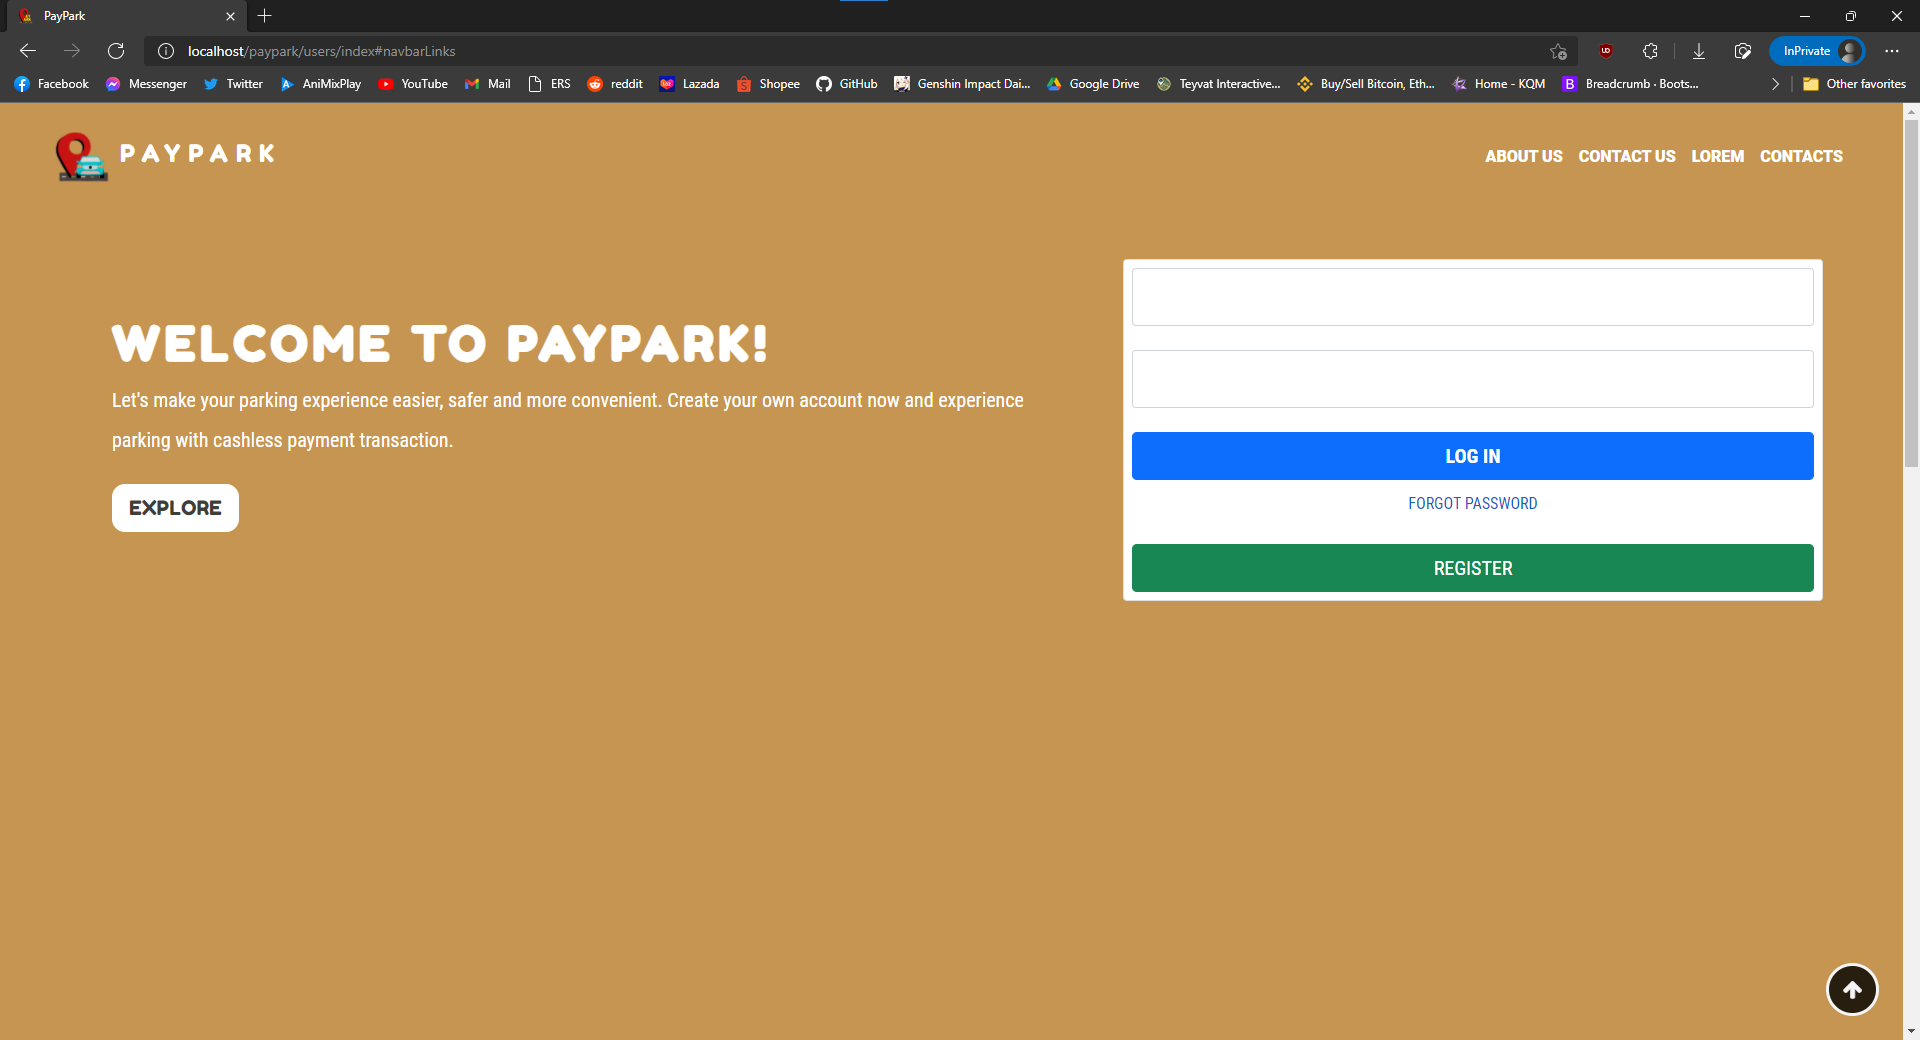 PayPark
localhost/paypark/users/index#navbarLinks
InPrivate
Facebook Messenger Twitter AniMixPlay YouTube Mail ERS reddit Lazada Shopee GitHub Genshin Impact Dai... Google Drive Teyvat Interactive... Buy/Sell Bitcoin, Eth... Home - KQM B Breadcrumb · Boots... Other favorites
PAYPARK
ABOUT US CONTACT US LOREM CONTACTS
WELCOME TO PAYPARK!
Let's make your parking experience easier, safer and more convenient. Create your own account now and experience
parking with cashless payment transaction.
EXPLORE
LOG IN
FORGOT PASSWORD
REGISTER